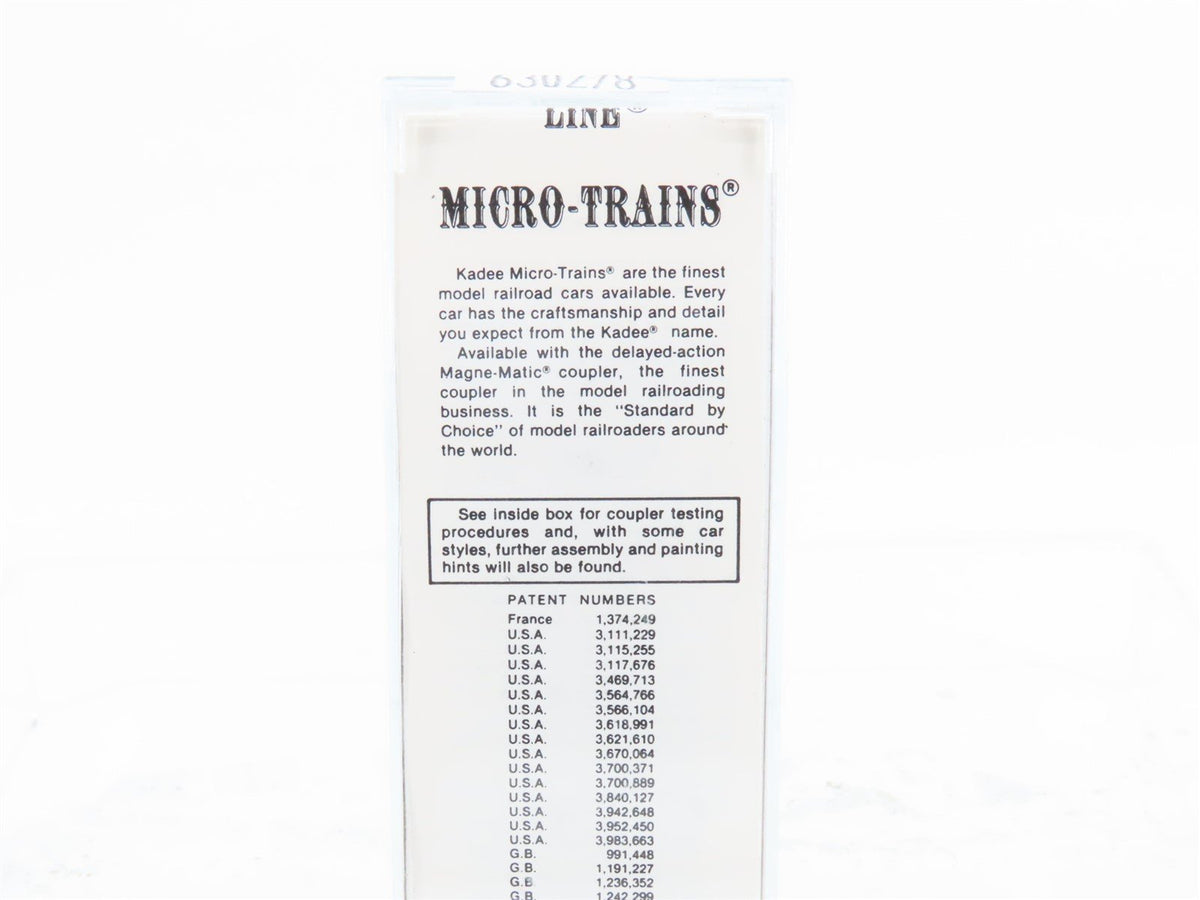 LINE®
MICRO-TRAINS®
Kadee Micro-Trains® are the finest
model railroad cars available. Every
car has the craftsmanship and detail
you expect from the Kadee® name.
Available with the delayed-action
Magne-Matic® coupler, the finest
coupler in the model railroading
business. It is the "Standard by
Choice" of model railroaders around
the world.
See inside box for coupler testing
procedures and, with some car
styles, further assembly and painting
hints will also be found.
PATENT NUMBERS
France 1,374,249
U.S.A. 3,111,229
U.S.A. 3,115,255
U.S.A. 3,117,676
U.S.A. 3,469,713
U.S.A. 3,564,766
U.S.A. 3,566,104
U.S.A. 3,618,991
U.S.A. 3,621,610
U.S.A. 3,670,064
U.S.A. 3,700,371
U.S.A. 3,700,889
U.S.A. 3,840,127
U.S.A. 3,942,648
U.S.A. 3,952,450
U.S.A. 3,983,663
G.B. 991,448
G.B. 1,191,227
G.B. 1,236,352
G.B. 1,242,299